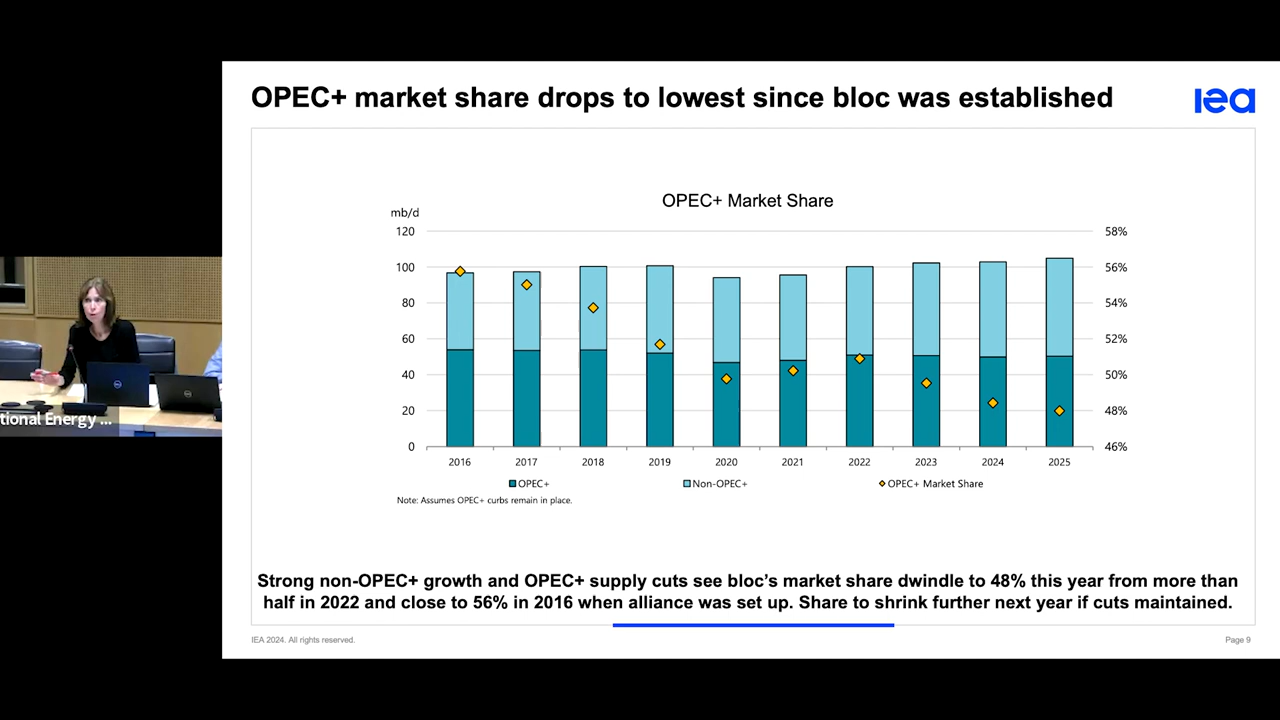 OPEC+ market share drops to lowest since bloc was established
iea
OPEC+ Market Share
mb/d
120
100
80
60
40
20
0
58%
56%
54%
52%
50%
48%
46%
2016 2017 2018 2019 2020 2021 2022 2023 2024 2025
OPEC+ Non-OPEC+ OPEC+ Market Share
Note: Assumes OPEC+ curbs remain in place.
tional Energy ...
Strong non-OPEC+ growth and OPEC+ supply cuts see bloc's market share dwindle to 48% this year from more than
half in 2022 and close to 56% in 2016 when alliance was set up. Share to shrink further next year if cuts maintained.
IEA 2024. All rights reserved.
Page 9